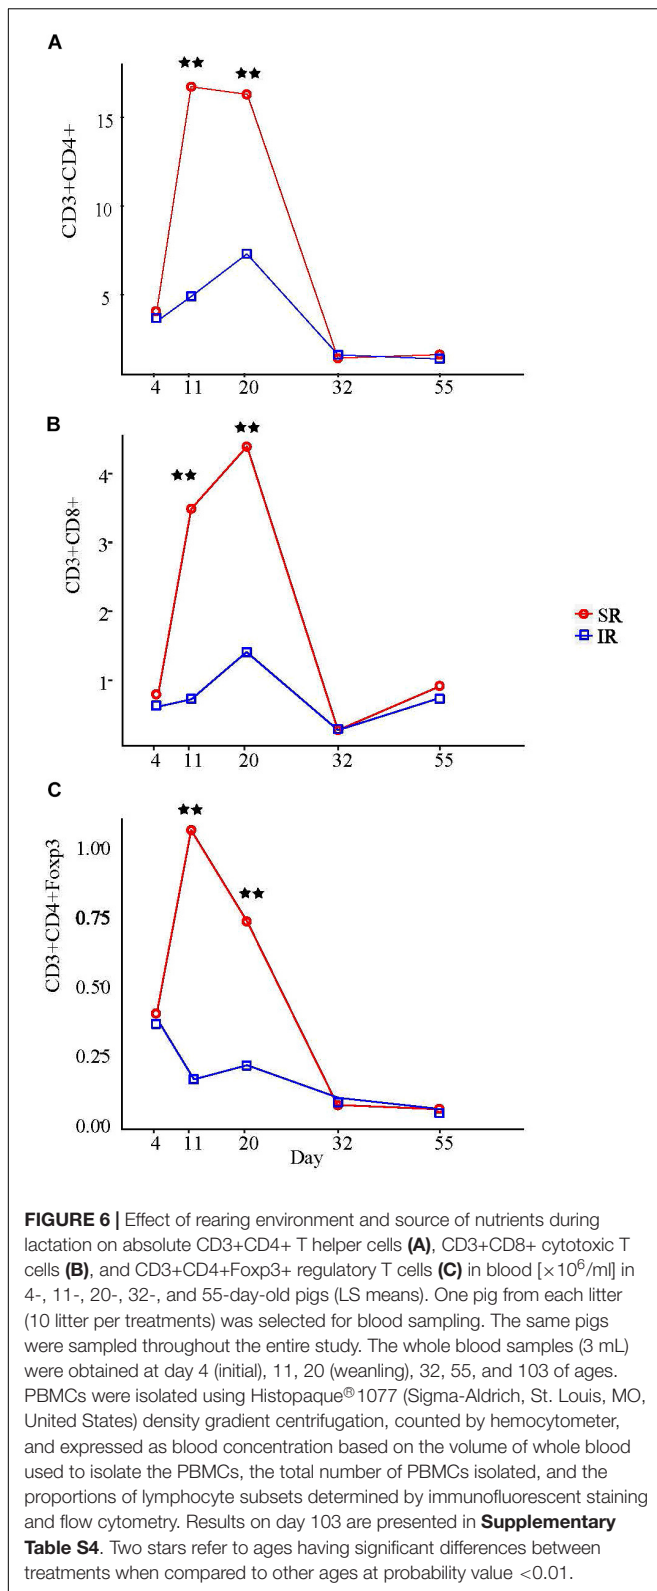 A
★★
★★
CD3+CD4+
15
10
5
4 11 20 32 55
B
★★
★★
CD3+CD8+
4
3
2
1
4 11 20 32 55
SR
IR
C
★★
★★
CD3+CD4+Foxp3
1.00
0.75
0.50
0.25
0.00
4 11 20 32 55
Day
FIGURE 6 | Effect of rearing environment and source of nutrients during
lactation on absolute CD3+CD4+ T helper cells (A), CD3+CD8+ cytotoxic T
cells (B), and CD3+CD4+Foxp3+ regulatory T cells (C) in blood [×10⁶/ml] in
4-, 11-, 20-, 32-, and 55-day-old pigs (LS means). One pig from each litter
(10 litter per treatments) was selected for blood sampling. The same pigs
were sampled throughout the entire study. The whole blood samples (3 mL)
were obtained at day 4 (initial), 11, 20 (weanling), 32, 55, and 103 of ages.
PBMCs were isolated using Histopaque® 1077 (Sigma-Aldrich, St. Louis, MO,
United States) density gradient centrifugation, counted by hemocytometer,
and expressed as blood concentration based on the volume of whole blood
used to isolate the PBMCs, the total number of PBMCs isolated, and the
proportions of lymphocyte subsets determined by immunofluorescent staining
and flow cytometry. Results on day 103 are presented in Supplementary
Table S4. Two stars refer to ages having significant differences between
treatments when compared to other ages at probability value <0.01.